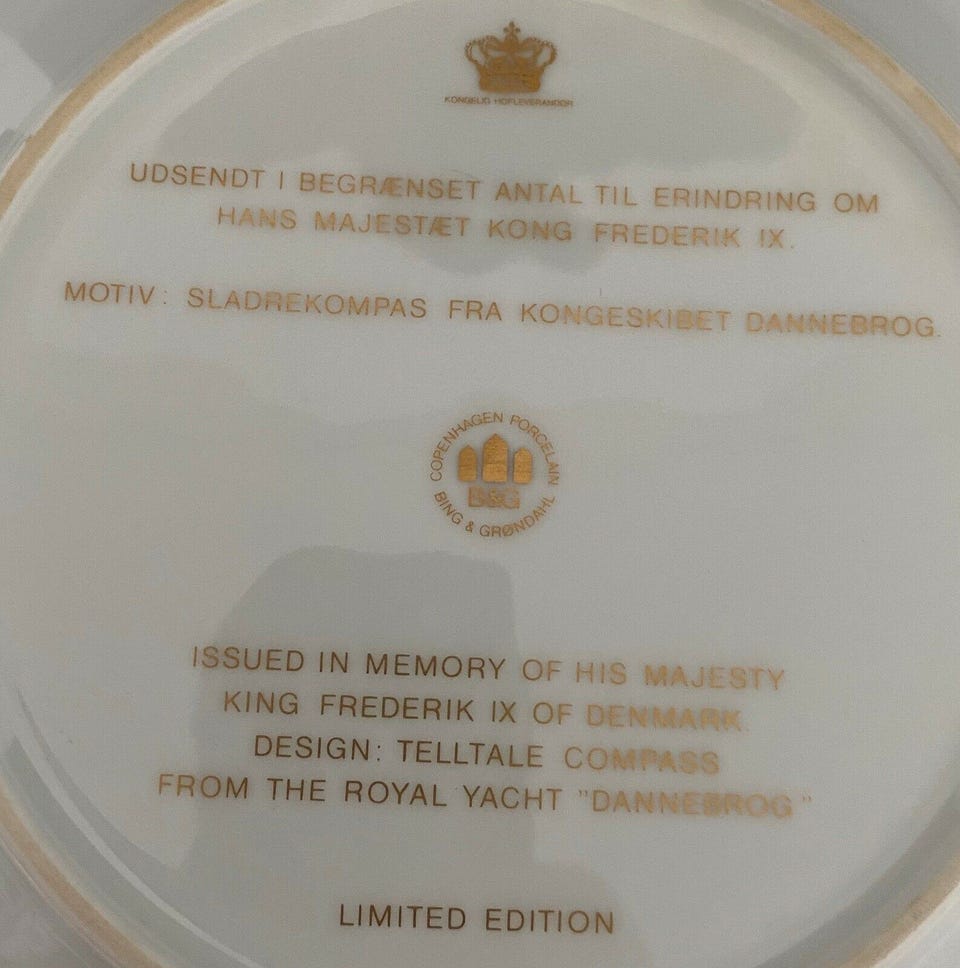 KONGELIG HOFLEVERANDØR
UDSENDT I BEGRÆNSET ANTAL TIL ERINDRING OM
HANS MAJESTÆT KONG FREDERIK IX.
MOTIV: SLADREKOMPAS FRA KONGESKIBET DANNEBROG.
COPENHAGEN PORCELAIN
B&G
BING & GRØNDAHL
ISSUED IN MEMORY OF HIS MAJESTY
KING FREDERIK IX OF DENMARK.
DESIGN: TELLTALE COMPASS
FROM THE ROYAL YACHT "DANNEBROG"
LIMITED EDITION